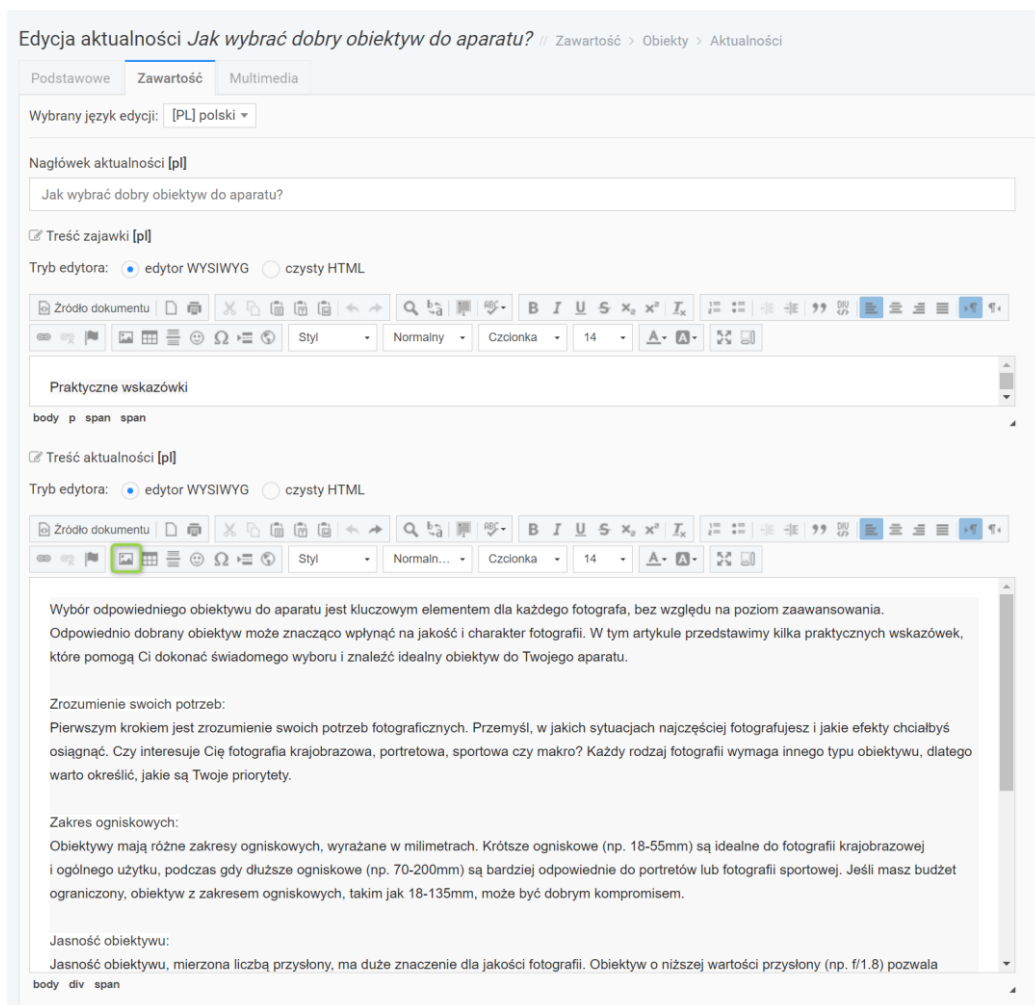 Edycja aktualności Jak wybrać dobry obiektyw do aparatu? // Zawartość > Obiekty > Aktualności
Podstawowe Zawartość Multimedia
Wybrany język edycji: [PL] polski
Nagłówek aktualności [pl]
Jak wybrać dobry obiektyw do aparatu?
Treść zajawki [pl]
Tryb edytora: edytor WYSIWYG czysty HTML
Źródło dokumentu
Styl Normalny Czcionka 14
Praktyczne wskazówki
body p span span
Treść aktualności [pl]
Tryb edytora: edytor WYSIWYG czysty HTML
Źródło dokumentu
Styl Normaln... Czcionka 14
Wybór odpowiedniego obiektywu do aparatu jest kluczowym elementem dla każdego fotografa, bez względu na poziom zaawansowania.
Odpowiednio dobrany obiektyw może znacząco wpłynąć na jakość i charakter fotografii. W tym artykule przedstawimy kilka praktycznych wskazówek,
które pomogą Ci dokonać świadomego wyboru i znaleźć idealny obiektyw do Twojego aparatu.
Zrozumienie swoich potrzeb:
Pierwszym krokiem jest zrozumienie swoich potrzeb fotograficznych. Przemyśl, w jakich sytuacjach najczęściej fotografujesz i jakie efekty chciałbyś
osiągnąć. Czy interesuje Cię fotografia krajobrazowa, portretowa, sportowa czy makro? Każdy rodzaj fotografii wymaga innego typu obiektywu, dlatego
warto określić, jakie są Twoje priorytety.
Zakres ogniskowych:
Obiektywy mają różne zakresy ogniskowych, wyrażane w milimetrach. Krótsze ogniskowe (np. 18-55mm) są idealne do fotografii krajobrazowej
i ogólnego użytku, podczas gdy dłuższe ogniskowe (np. 70-200mm) są bardziej odpowiednie do portretów lub fotografii sportowej. Jeśli masz budżet
ograniczony, obiektyw z zakresem ogniskowych, takim jak 18-135mm, może być dobrym kompromisem.
Jasność obiektywu:
Jasność obiektywu, mierzona liczbą przysłony, ma duże znaczenie dla jakości fotografii. Obiektyw o niższej wartości przysłony (np. f/1.8) pozwala
body div span